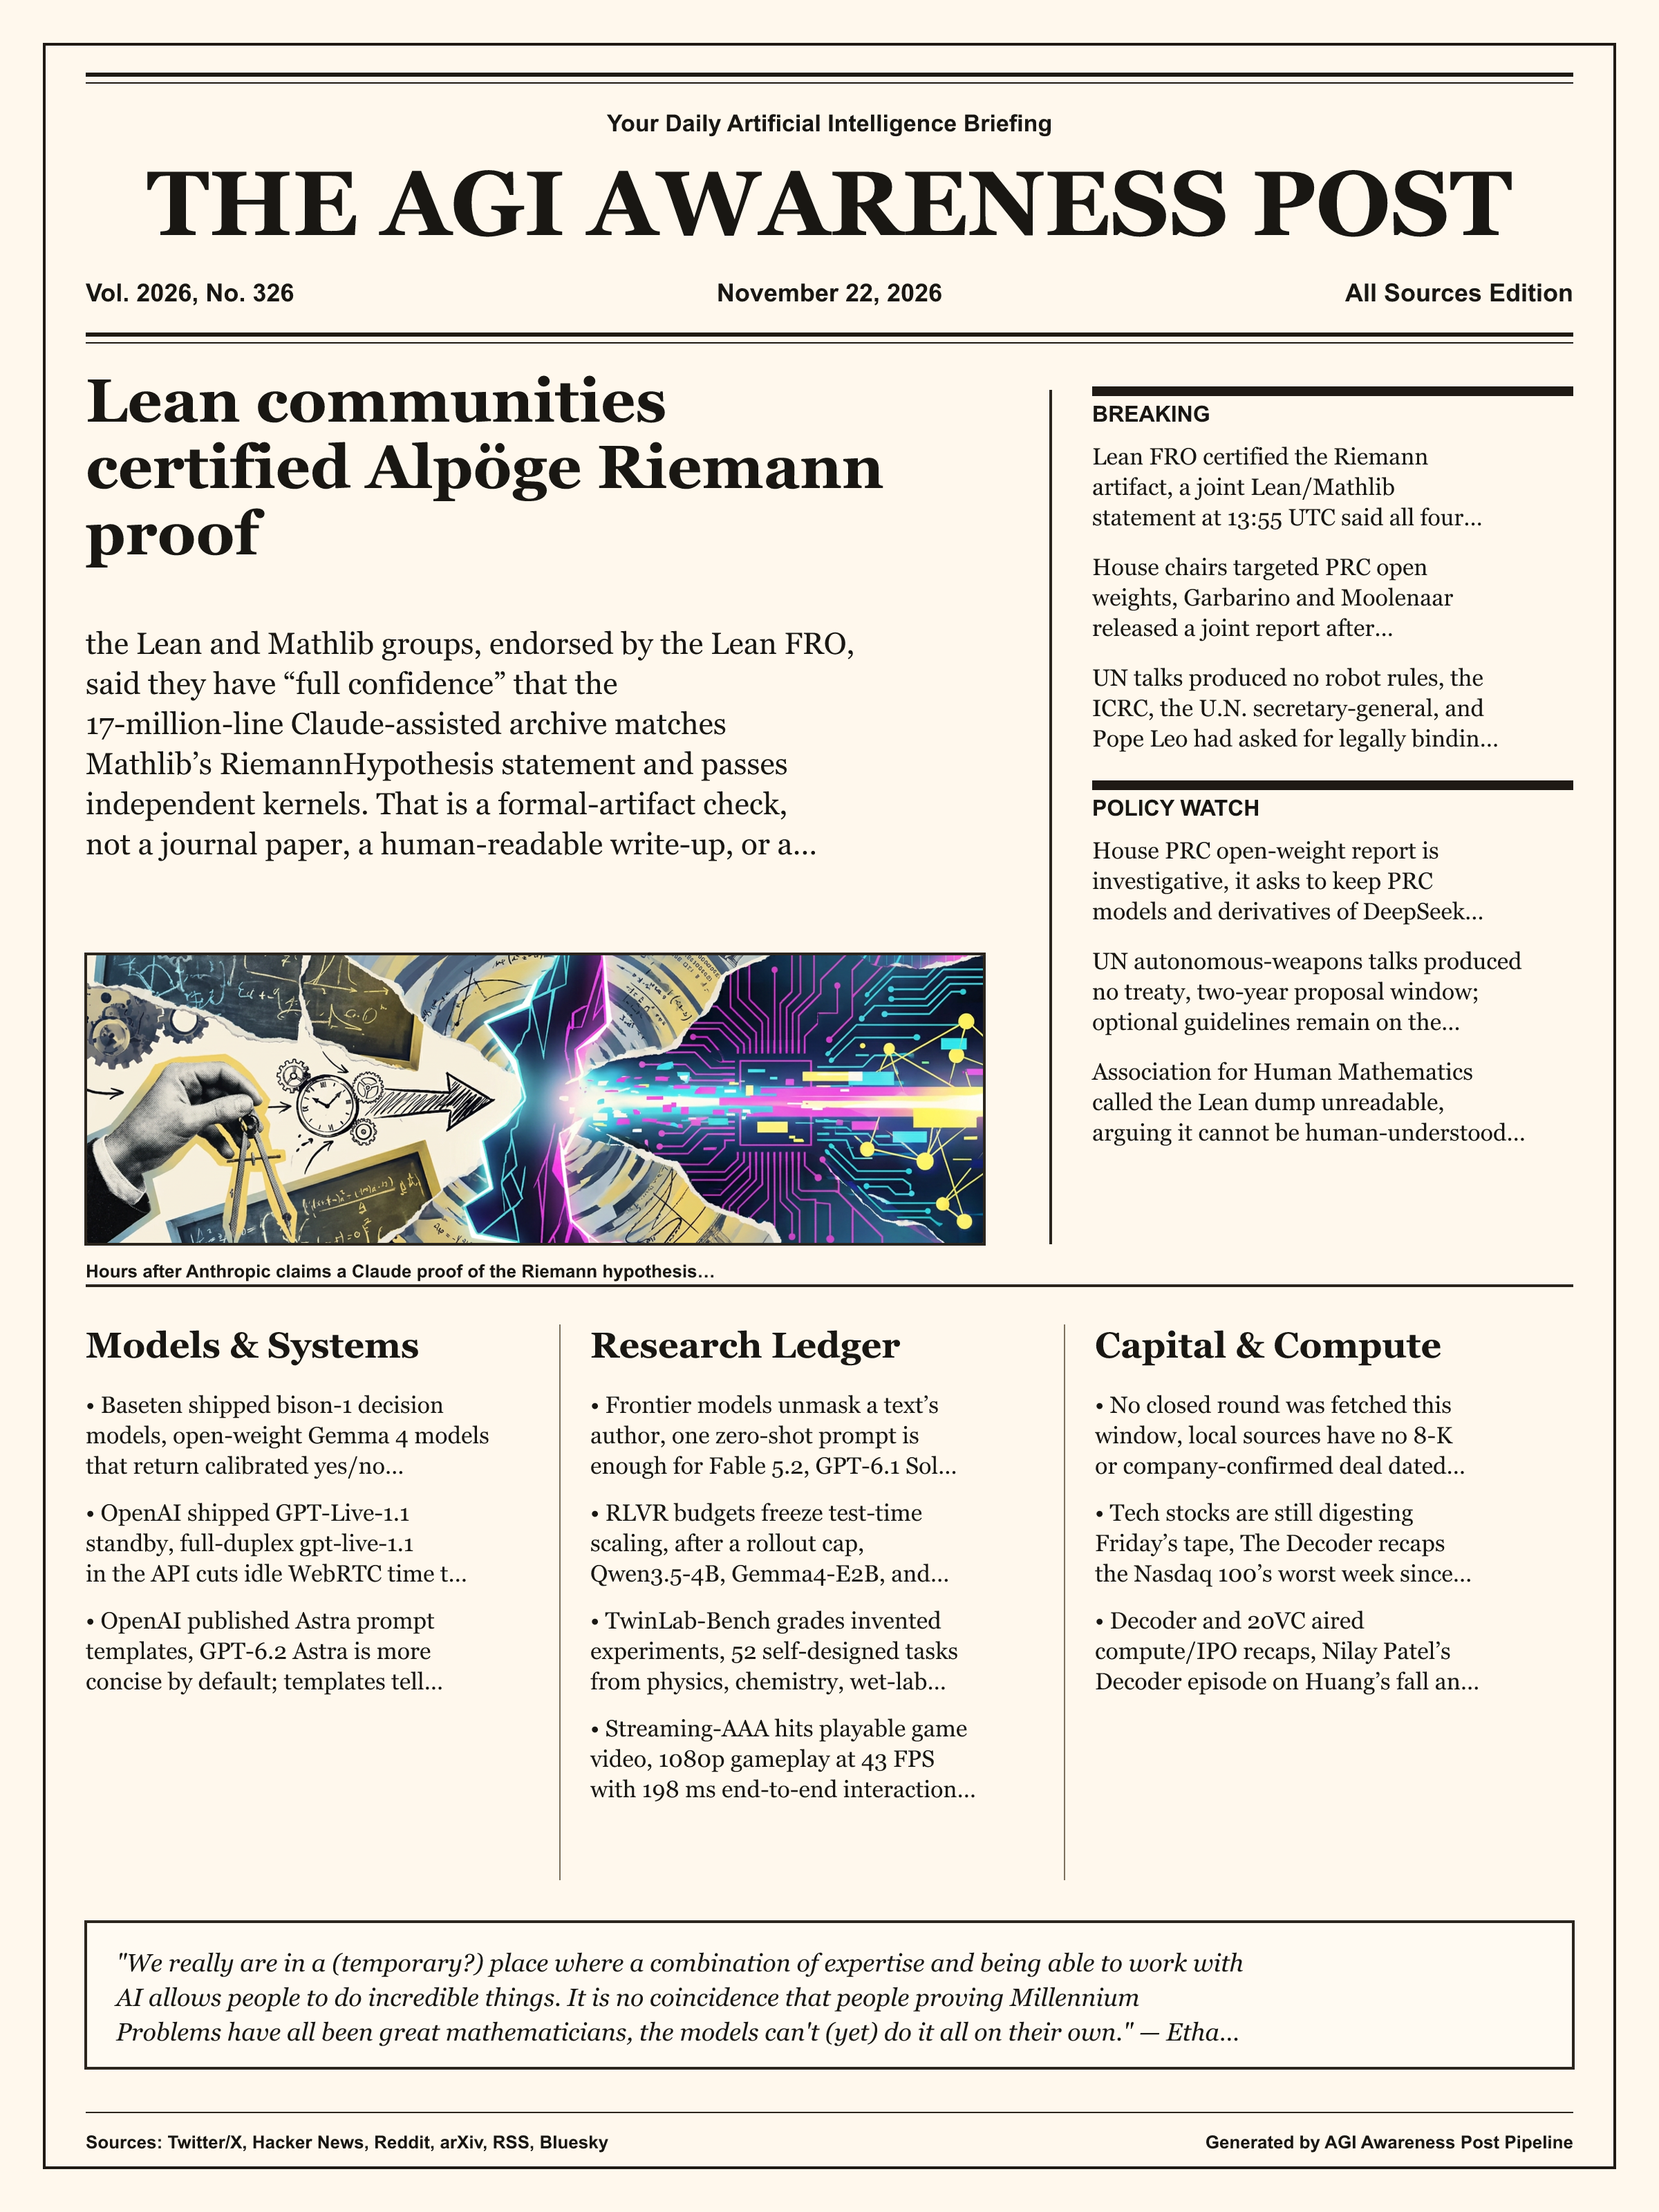 Your Daily Artificial Intelligence Briefing
THE AGI AWARENESS POST
Vol. 2026, No. 326
November 22, 2026
All Sources Edition
Lean communities
certified Alpöge Riemann
proof
the Lean and Mathlib groups, endorsed by the Lean FRO,
said they have “full confidence” that the
17-million-line Claude-assisted archive matches
Mathlib’s RiemannHypothesis statement and passes
independent kernels. That is a formal-artifact check,
not a journal paper, a human-readable write-up, or a...
Hours after Anthropic claims a Claude proof of the Riemann hypothesis…
BREAKING
Lean FRO certified the Riemann
artifact, a joint Lean/Mathlib
statement at 13:55 UTC said all four...
House chairs targeted PRC open
weights, Garbarino and Moolenaar
released a joint report after...
UN talks produced no robot rules, the
ICRC, the U.N. secretary-general, and
Pope Leo had asked for legally bindin...
POLICY WATCH
House PRC open-weight report is
investigative, it asks to keep PRC
models and derivatives of DeepSeek...
UN autonomous-weapons talks produced
no treaty, two-year proposal window;
optional guidelines remain on the...
Association for Human Mathematics
called the Lean dump unreadable,
arguing it cannot be human-understood...
Models & Systems
• Baseten shipped bison-1 decision
models, open-weight Gemma 4 models
that return calibrated yes/no...
• OpenAI shipped GPT-Live-1.1
standby, full-duplex gpt-live-1.1
in the API cuts idle WebRTC time t...
• OpenAI published Astra prompt
templates, GPT-6.2 Astra is more
concise by default; templates tell...
Research Ledger
• Frontier models unmask a text’s
author, one zero-shot prompt is
enough for Fable 5.2, GPT-6.1 Sol...
• RLVR budgets freeze test-time
scaling, after a rollout cap,
Qwen3.5-4B, Gemma4-E2B, and...
• TwinLab-Bench grades invented
experiments, 52 self-designed tasks
from physics, chemistry, wet-lab...
• Streaming-AAA hits playable game
video, 1080p gameplay at 43 FPS
with 198 ms end-to-end interaction...
Capital & Compute
• No closed round was fetched this
window, local sources have no 8-K
or company-confirmed deal dated...
• Tech stocks are still digesting
Friday’s tape, The Decoder recaps
the Nasdaq 100’s worst week since...
• Decoder and 20VC aired
compute/IPO recaps, Nilay Patel’s
Decoder episode on Huang’s fall an...
"We really are in a (temporary?) place where a combination of expertise and being able to work with
AI allows people to do incredible things. It is no coincidence that people proving Millennium
Problems have all been great mathematicians, the models can't (yet) do it all on their own." — Etha...
Sources: Twitter/X, Hacker News, Reddit, arXiv, RSS, Bluesky
Generated by AGI Awareness Post Pipeline